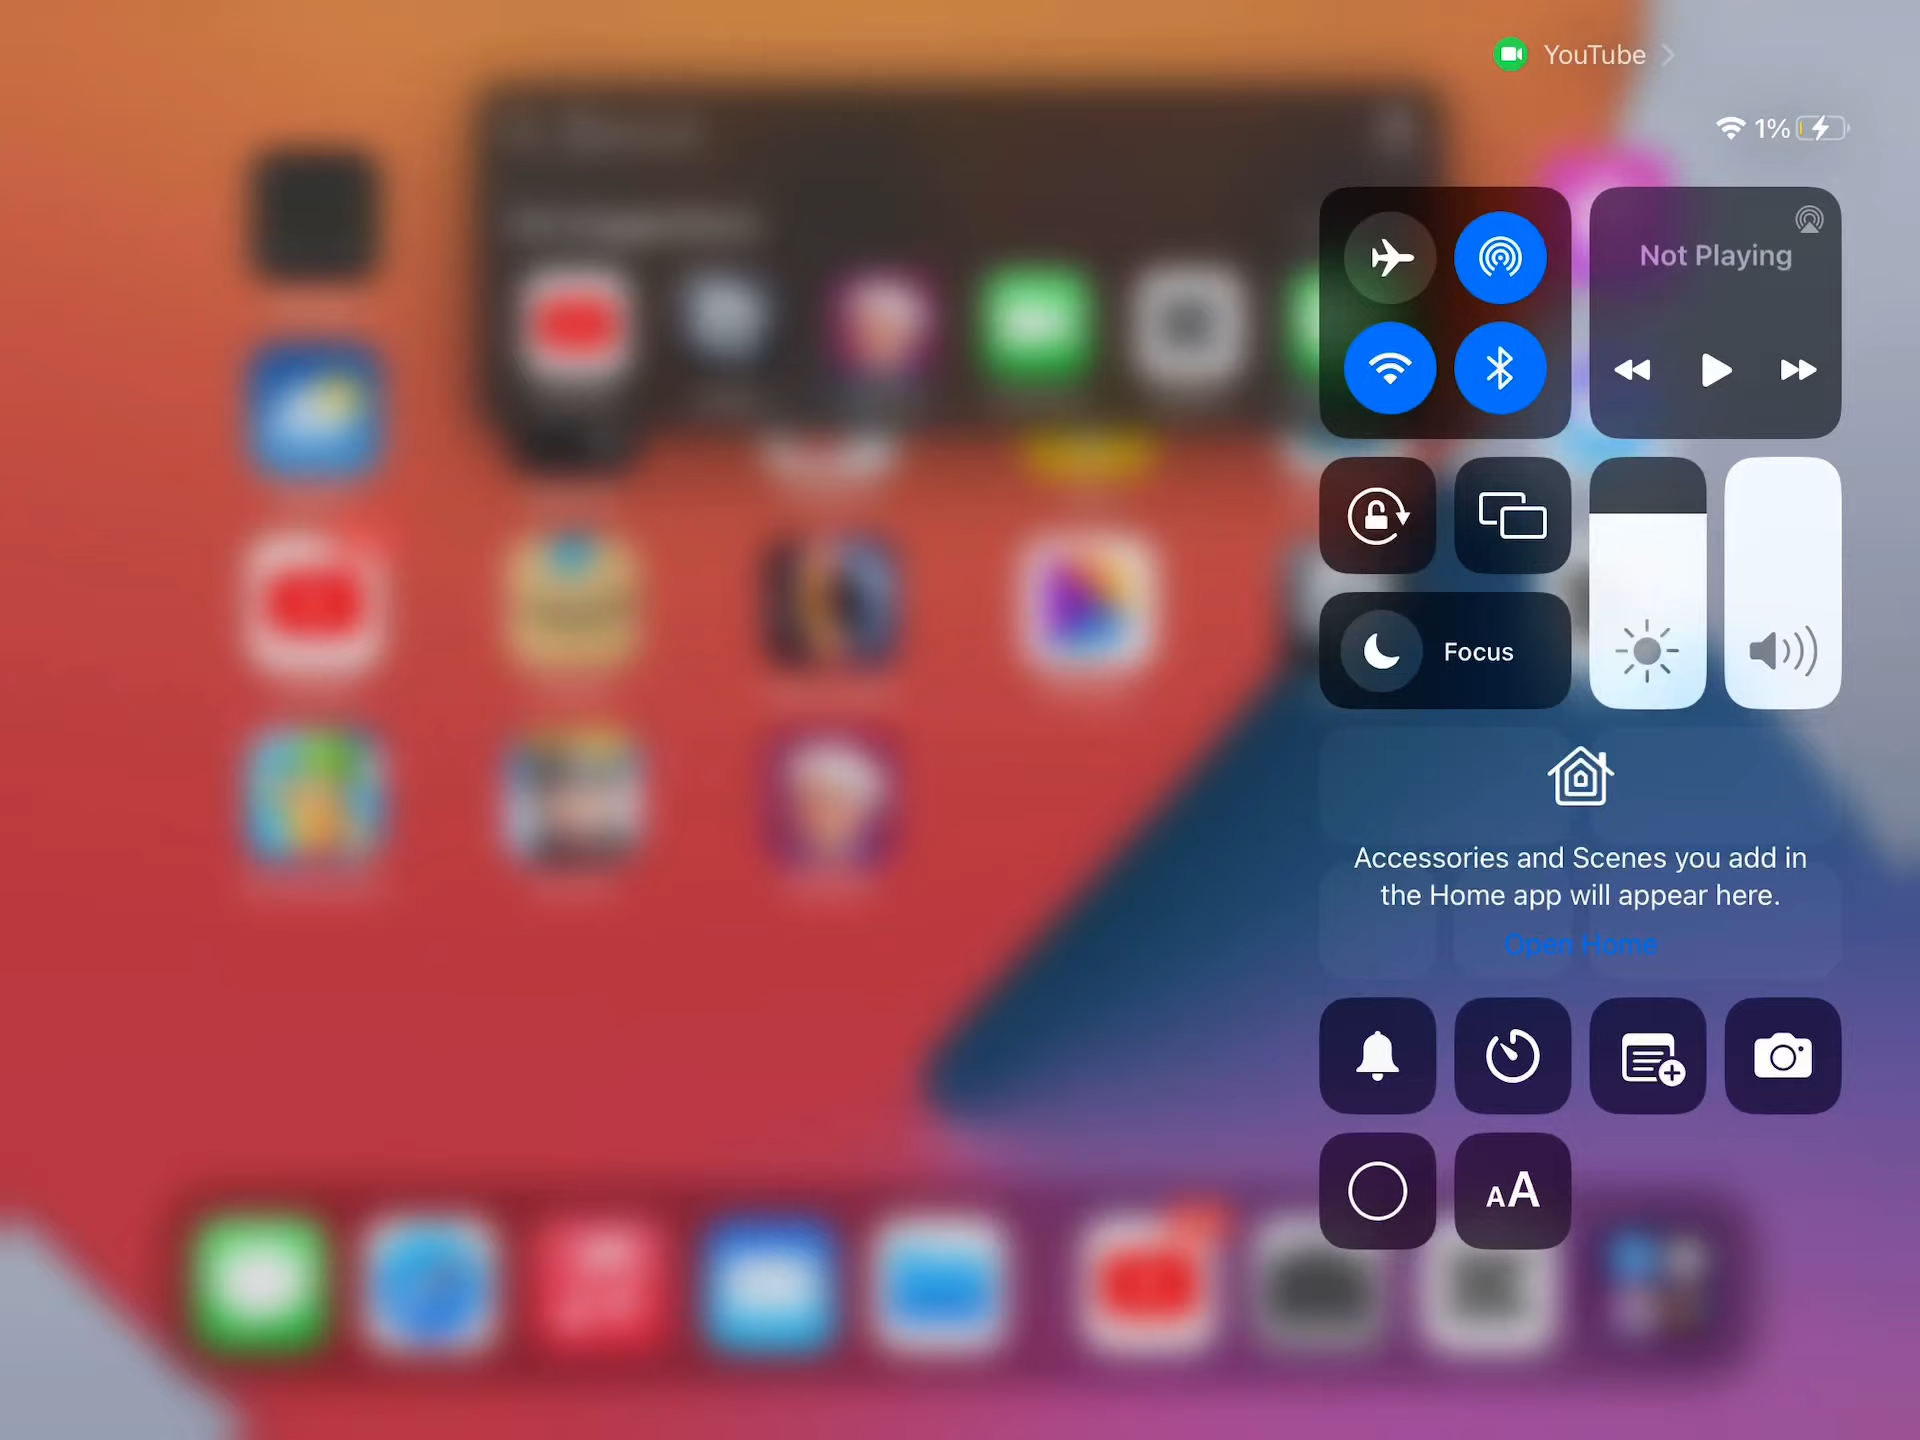 YouTube
1%
Not Playing
Focus
Accessories and Scenes you add in
the Home app will appear here.
Open Home
AA